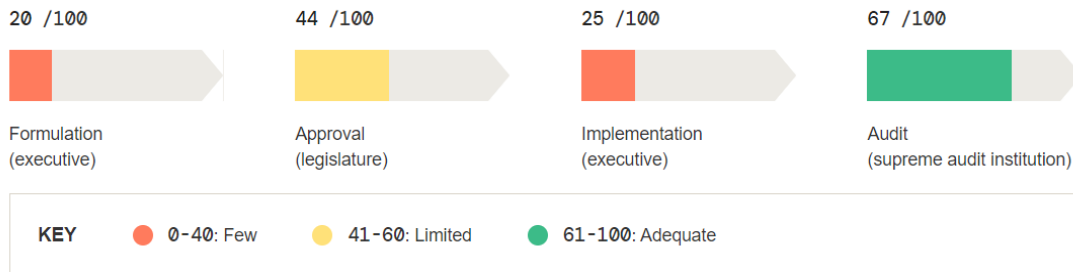 20 /100
44 /100
25 /100
67 /100
Formulation
(executive)
Approval
(legislature)
Implementation
(executive)
Audit
(supreme audit institution)
KEY
0-40: Few
41-60: Limited
61-100: Adequate